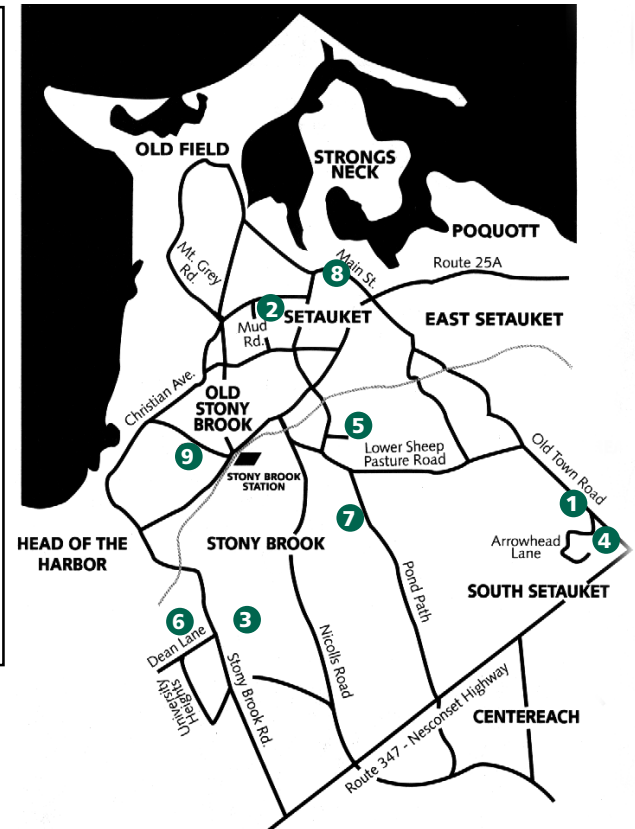 OLD FIELD
STRONGS
NECK
POQUOTT
Mt. Grey
Rd.
Main St.
8
Route 25A
2
SETAUKET
EAST SETAUKET
Mud
Rd.
Christian Ave.
OLD
STONY
BROOK
5
Lower Sheep
Pasture Road
9
STONY BROOK
STATION
Old Town Road
1
7
HEAD OF THE
HARBOR
STONY BROOK
Arrowhead
Lane
4
SOUTH SETAUKET
Pond Path
6
3
Dean Lane
University
Heights
Stony Brook Rd.
Nicolls Road
Route 347 - Nesconset Highway
CENTEREACH